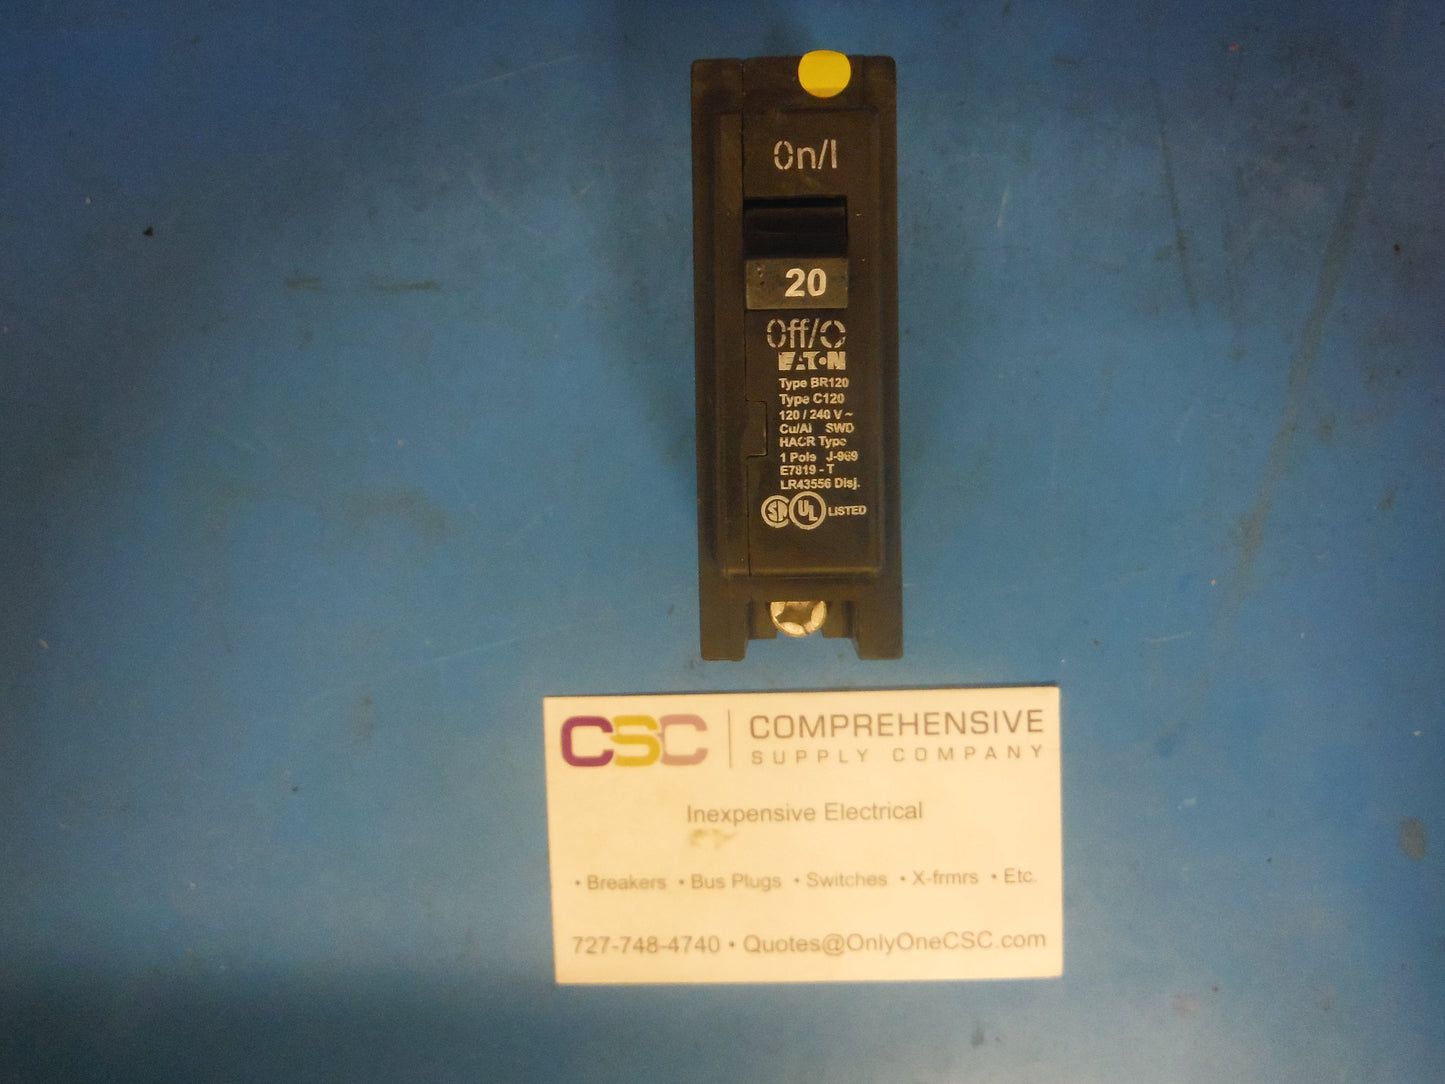 On/I
20
Off/O
EATON
Type BR120
Type C120
120 / 240 V ~
Cu/Al SWD
HACR Type
1 Pole J-969
E7819 - T
LR43556 Disj.
SA UL LISTED
CSC | COMPREHENSIVE
SUPPLY COMPANY
Inexpensive Electrical
• Breakers • Bus Plugs • Switches • X-frmrs • Etc.
727-748-4740 • Quotes@OnlyOneCSC.com